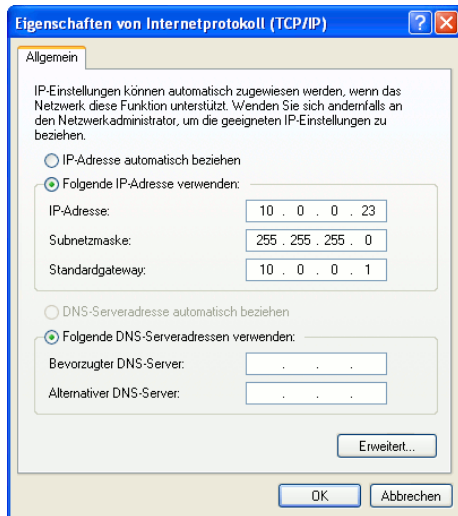 Eigenschaften von Internetprotokoll (TCP/IP)
Allgemein
IP-Einstellungen können automatisch zugewiesen werden, wenn das
Netzwerk diese Funktion unterstützt. Wenden Sie sich andernfalls an
den Netzwerkadministrator, um die geeigneten IP-Einstellungen zu
beziehen.
IP-Adresse automatisch beziehen
Folgende IP-Adresse verwenden:
IP-Adresse: 10 . 0 . 0 . 23
Subnetzmaske: 255 . 255 . 255 . 0
Standardgateway: 10 . 0 . 0 . 1
DNS-Serveradresse automatisch beziehen
Folgende DNS-Serveradressen verwenden:
Bevorzugter DNS-Server: . . .
Alternativer DNS-Server: . . .
Erweitert...
OK Abbrechen